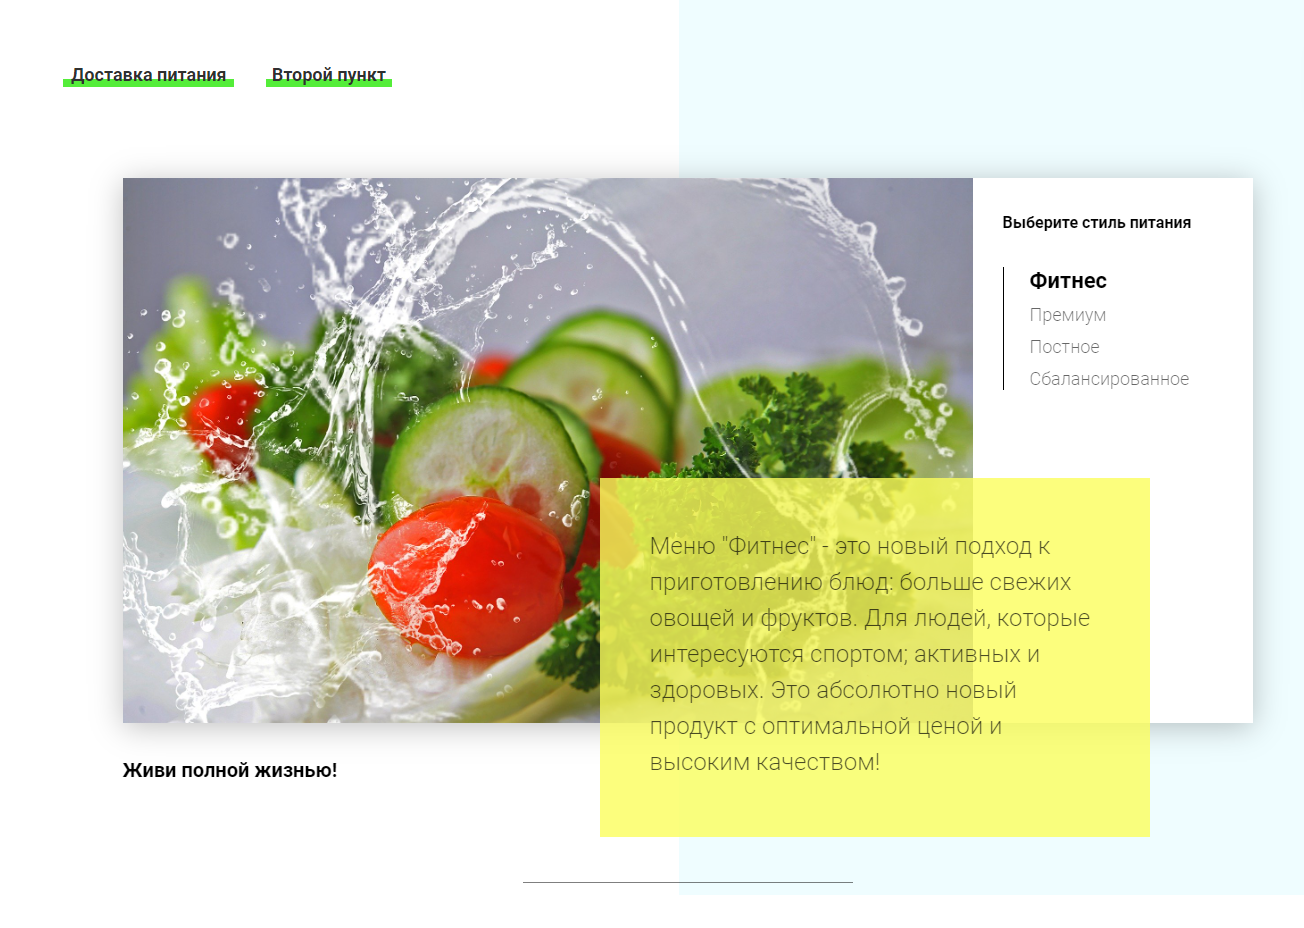 Доставка питания
Второй пункт
Выберите стиль питания
Фитнес
Премиум
Постное
Сбалансированное
Меню "Фитнес" - это новый подход к
приготовлению блюд: больше свежих
овощей и фруктов. Для людей, которые
интересуются спортом; активных и
здоровых. Это абсолютно новый
продукт с оптимальной ценой и
высоким качеством!
Живи полной жизнью!